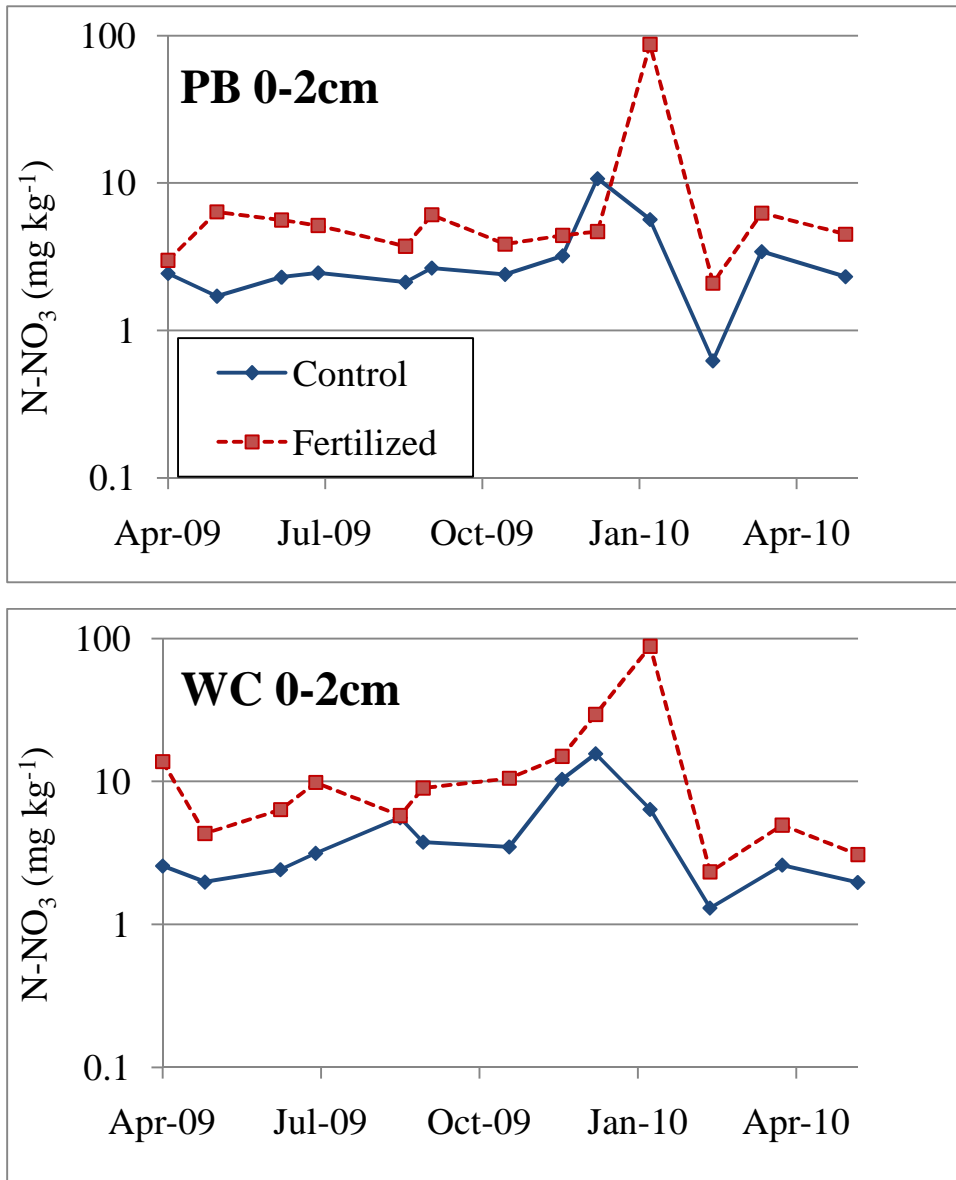 100
PB 0-2cm
10
1
0.1
N-NO₃ (mg kg⁻¹)
Control
Fertilized
Apr-09 Jul-09 Oct-09 Jan-10 Apr-10
100
WC 0-2cm
10
1
0.1
N-NO₃ (mg kg⁻¹)
Apr-09 Jul-09 Oct-09 Jan-10 Apr-10